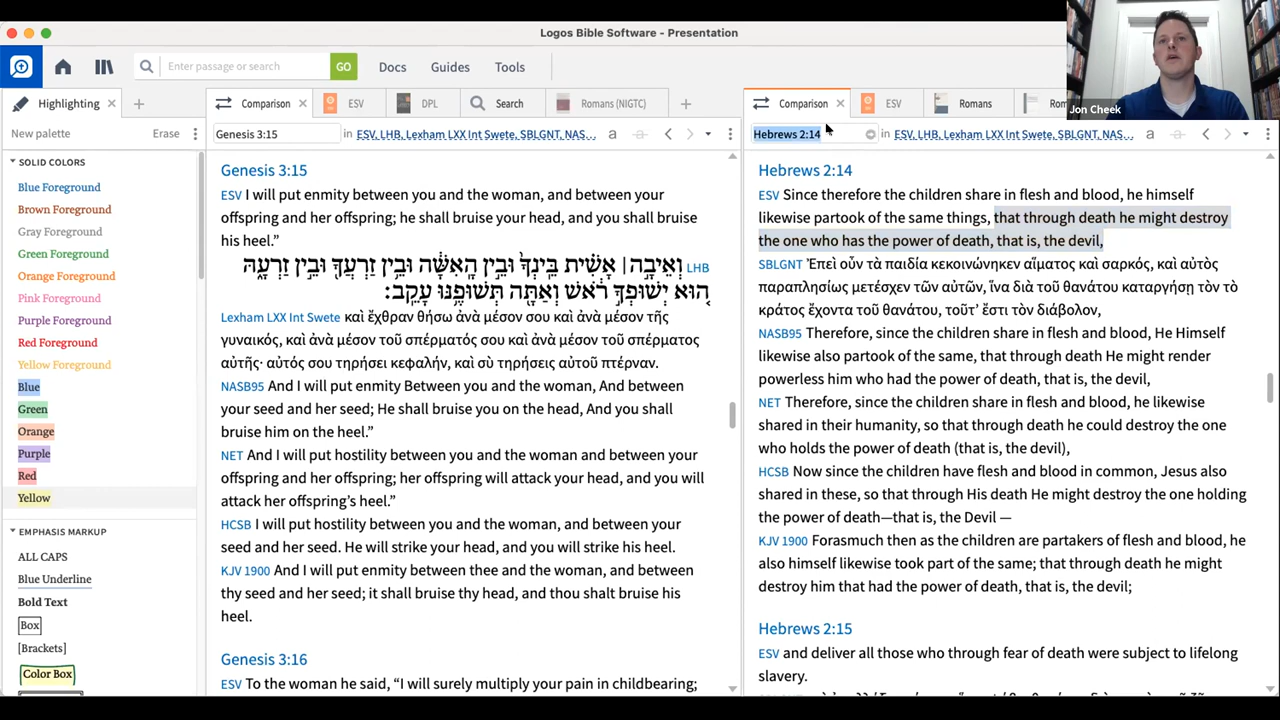 Logos Bible Software - Presentation
Enter passage or search
GO
Docs
Guides
Tools
Jon Cheek
Highlighting
New palette
Erase
SOLID COLORS
Blue Foreground
Brown Foreground
Gray Foreground
Green Foreground
Orange Foreground
Pink Foreground
Purple Foreground
Red Foreground
Yellow Foreground
Blue
Green
Orange
Purple
Red
Yellow
EMPHASIS MARKUP
ALL CAPS
Blue Underline
Bold Text
Box
[Brackets]
Color Box
Comparison
ESV
DPL
Search
Romans (NIGTC)
Genesis 3:15
in ESV, LHB, Lexham LXX Int Swete, SBLGNT, NAS...
a a
Genesis 3:15
ESV I will put enmity between you and the woman, and between your
offspring and her offspring; he shall bruise your head, and you shall bruise
his heel.”
LHB וְאֵיבָ֣ה׀ אָשִׁ֗ית בֵּֽינְךָ֙ וּבֵ֣ין הָֽאִשָּׁ֔ה וּבֵ֥ין זַרְעֲךָ֖ וּבֵ֣ין זַרְעָ֑הּ
ה֚וּא יְשׁוּפְךָ֣ רֹ֔אשׁ וְאַתָּ֖ה תְּשׁוּפֶ֥נּוּ עָקֵֽב׃
Lexham LXX Int Swete καὶ ἔχθραν θήσω ἀνὰ μέσον σου καὶ ἀνὰ μέσον τῆς
γυναικός, καὶ ἀνὰ μέσον τοῦ σπέρματός σου καὶ ἀνὰ μέσον τοῦ σπέρματος
αὐτῆς· αὐτός σου τηρήσει κεφαλήν, καὶ σὺ τηρήσεις αὐτοῦ πτέρναν.
NASB95 And I will put enmity Between you and the woman, And between
your seed and her seed; He shall bruise you on the head, And you shall
bruise him on the heel.”
NET And I will put hostility between you and the woman and between your
offspring and her offspring; her offspring will attack your head, and you will
attack her offspring’s heel.”
HCSB I will put hostility between you and the woman, and between your
seed and her seed. He will strike your head, and you will strike his heel.
KJV 1900 And I will put enmity between thee and the woman, and between
thy seed and her seed; it shall bruise thy head, and thou shalt bruise his
heel.
Genesis 3:16
ESV To the woman he said, “I will surely multiply your pain in childbearing;
Comparison
ESV
Romans
Hebrews 2:14
in ESV, LHB, Lexham LXX Int Swete, SBLGNT, NAS...
a a
Hebrews 2:14
ESV Since therefore the children share in flesh and blood, he himself
likewise partook of the same things, that through death he might destroy
the one who has the power of death, that is, the devil,
SBLGNT Ἐπεὶ οὖν τὰ παιδία κεκοινώνηκεν αἵματος καὶ σαρκός, καὶ αὐτὸς
παραπλησίως μετέσχεν τῶν αὐτῶν, ἵνα διὰ τοῦ θανάτου καταργήσῃ τὸν τὸ
κράτος ἔχοντα τοῦ θανάτου, τοῦτ’ ἔστι τὸν διάβολον,
NASB95 Therefore, since the children share in flesh and blood, He Himself
likewise also partook of the same, that through death He might render
powerless him who had the power of death, that is, the devil,
NET Therefore, since the children share in flesh and blood, he likewise
shared in their humanity, so that through death he could destroy the one
who holds the power of death (that is, the devil),
HCSB Now since the children have flesh and blood in common, Jesus also
shared in these, so that through His death He might destroy the one holding
the power of death—that is, the Devil —
KJV 1900 Forasmuch then as the children are partakers of flesh and blood, he
also himself likewise took part of the same; that through death he might
destroy him that had the power of death, that is, the devil;
Hebrews 2:15
ESV and deliver all those who through fear of death were subject to lifelong
slavery.